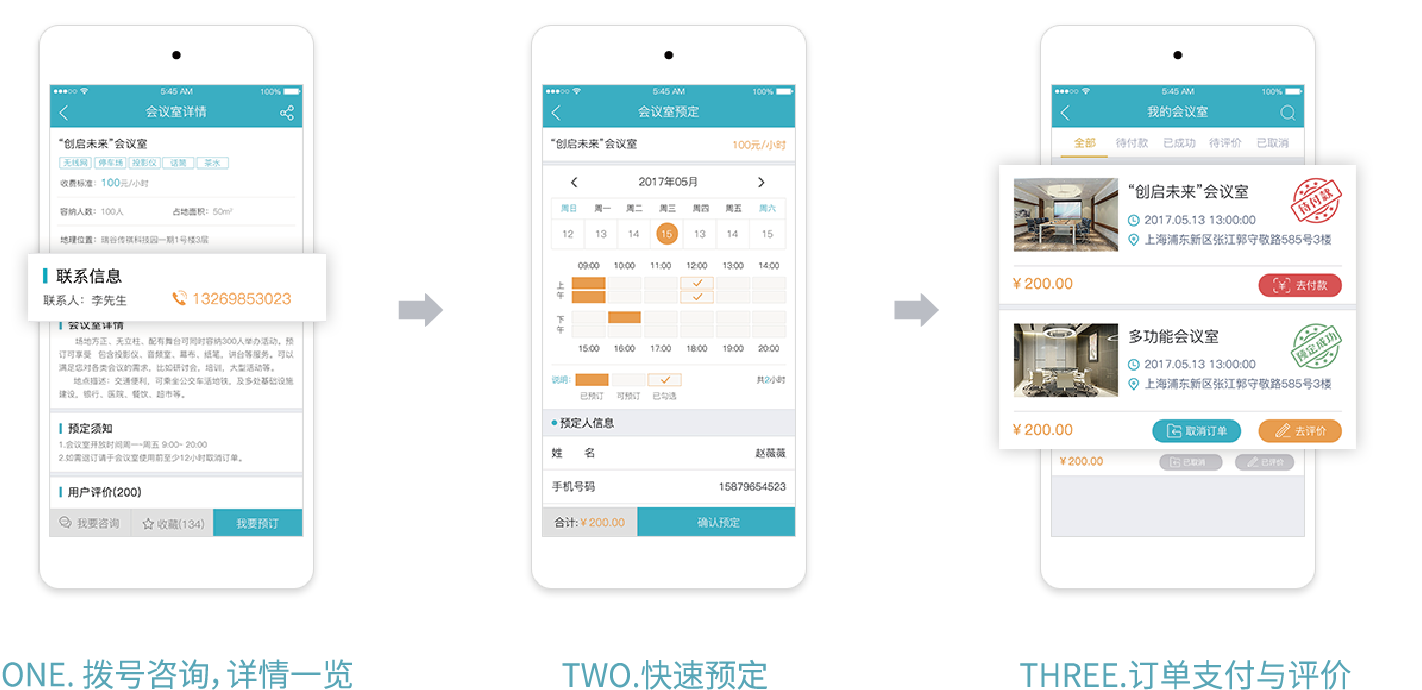 5:45 AM 100%
会议室详情
“创启未来”会议室
无线网 停车场 投影仪 话筒 茶水
收费标准: 100元/小时
容纳人数: 100人 占地面积: 50m²
地理位置: 瑞谷传祺科技园一期1号楼3层
联系信息
联系人: 李先生 13269853023
会议室详情
场地方正、天立柱、配有舞台可同时容纳300人举办活动。预
订可享受 包含投影仪、音频室、幕布、纸笔、讲台等服务。可以
满足您对各类会议的需求，比如研讨会，培训，大型活动等。
地点描述：交通便利，可乘坐公交车道地铁，及多处基础设施
建设。银行、医院、餐饮、超市等。
预定须知
1.会议室开放时间周一~周五 9:00~ 20:00
2.如需退订请于会议室使用前至少12小时取消订单。
用户评价(200)
我要咨询 收藏(134) 我要预订
ONE. 拨号咨询，详情一览
5:45 AM 100%
会议室预定
“创启未来”会议室 100元/小时
2017年05月
周日 周一 周二 周三 周四 周五 周六
12 13 14 15 13 14 15
09:00 10:00 11:00 12:00 13:00 14:00
上午
下午
15:00 16:00 17:00 18:00 19:00 20:00
说明: 共2小时
已预订 可预订 已勾选
预定人信息
姓 名 赵薇薇
手机号码 15879654523
合计: ¥200.00 确认预定
TWO.快速预定
5:45 AM 100%
我的会议室
全部 待付款 已成功 待评价 已取消
“创启未来”会议室
待付款
2017.05.13 13:00:00
上海浦东新区张江郭守敬路585号3楼
¥200.00 去付款
多功能会议室
预定成功
2017.05.13 13:00:00
上海浦东新区张江郭守敬路585号3楼
¥200.00 取消订单 去评价
¥200.00 已取消 已评价
THREE.订单支付与评价